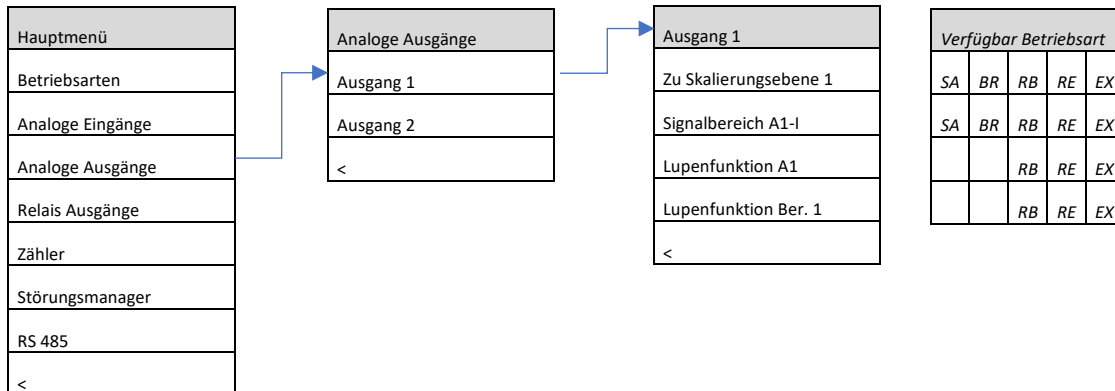 Hauptmenü
Betriebsarten
Analoge Eingänge
Analoge Ausgänge
Relais Ausgänge
Zähler
Störungsmanager
RS 485
<
Analoge Ausgänge
Ausgang 1
Ausgang 2
<
Ausgang 1
Zu Skalierungsebene 1
Signalbereich A1-I
Lupenfunktion A1
Lupenfunktion Ber. 1
<
Verfügbar Betriebsart
SA BR RB RE EX
SA BR RB RE EX
RB RE EX
RB RE EX